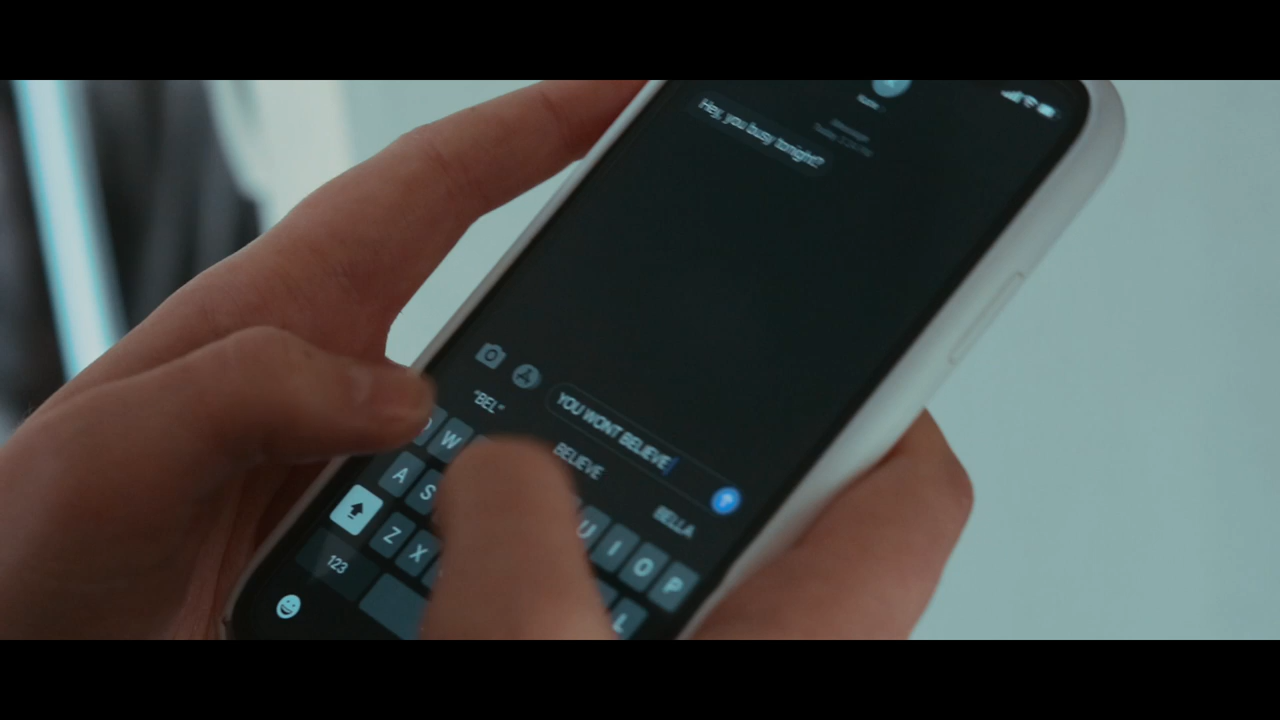 Hey, you busy tonight?
YOU WONT BELIEVE
"BEL" BELIEVE BELLA
W U I O P
A S L
Z X
123